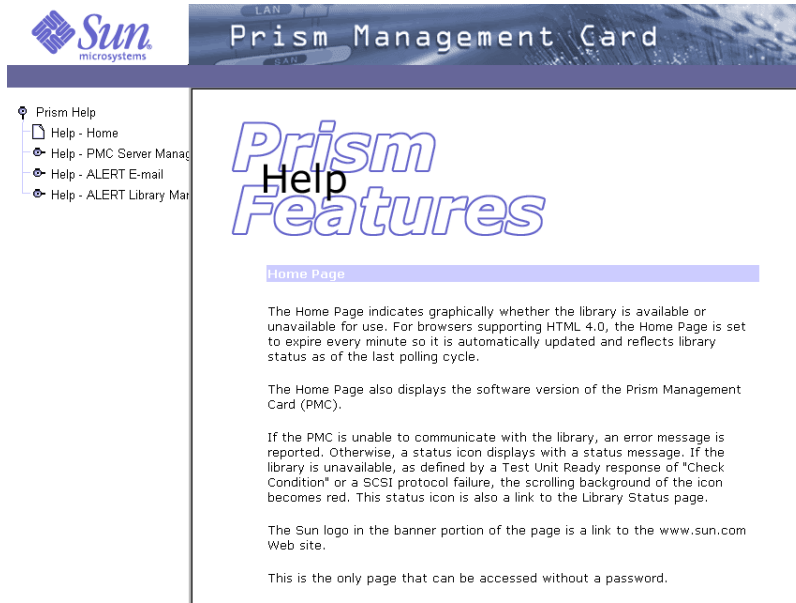 LAN
Sun
microsystems
Prism Management Card
SAN
Prism Help
Help - Home
Help - PMC Server Manag
Help - ALERT E-mail
Help - ALERT Library Mar
Prism
Help
Features
Home Page
The Home Page indicates graphically whether the library is available or
unavailable for use. For browsers supporting HTML 4.0, the Home Page is set
to expire every minute so it is automatically updated and reflects library
status as of the last polling cycle.
The Home Page also displays the software version of the Prism Management
Card (PMC).
If the PMC is unable to communicate with the library, an error message is
reported. Otherwise, a status icon displays with a status message. If the
library is unavailable, as defined by a Test Unit Ready response of "Check
Condition" or a SCSI protocol failure, the scrolling background of the icon
becomes red. This status icon is also a link to the Library Status page.
The Sun logo in the banner portion of the page is a link to the www.sun.com
Web site.
This is the only page that can be accessed without a password.